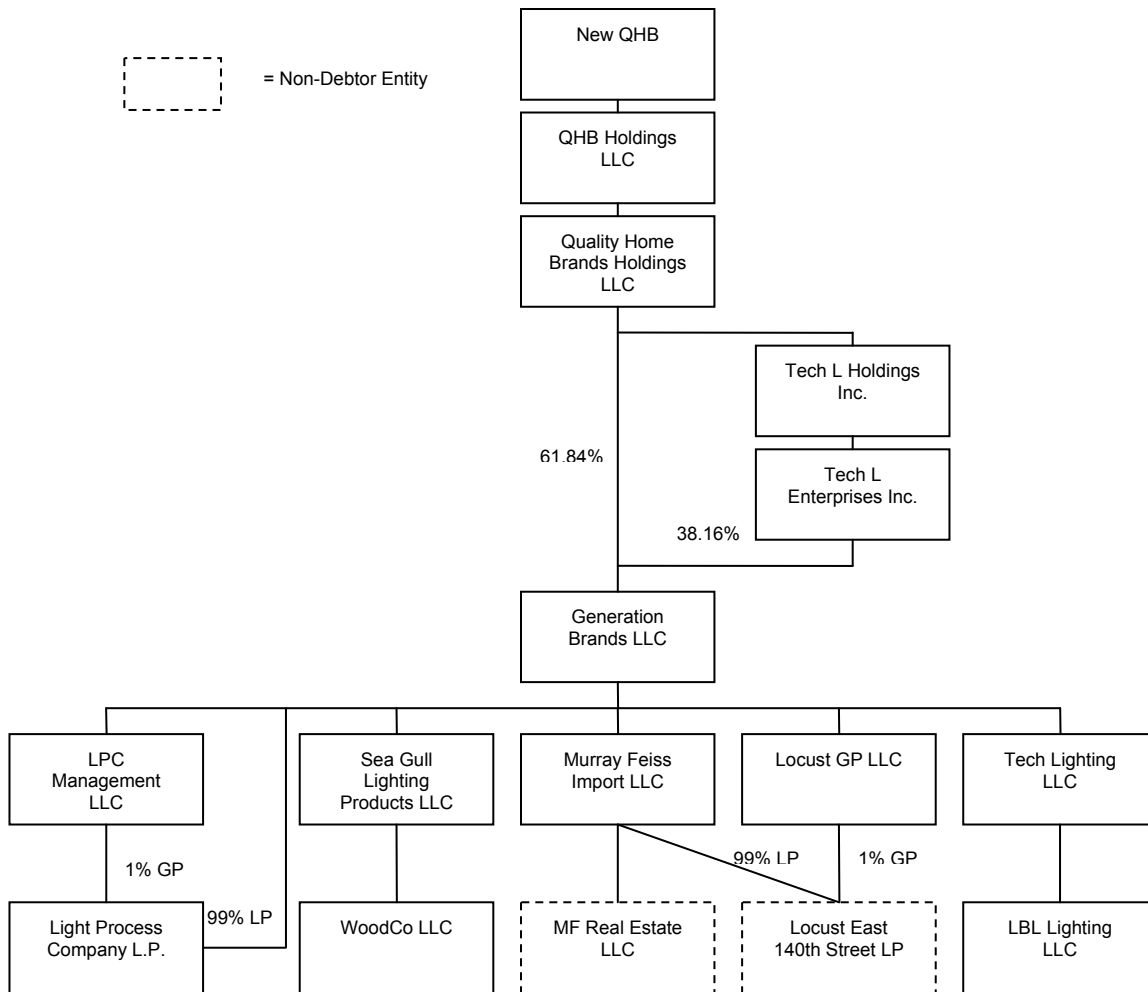 New QHB
= Non-Debtor Entity
QHB Holdings
LLC
Quality Home
Brands Holdings
LLC
Tech L Holdings
Inc.
61.84%
Tech L
Enterprises Inc.
38.16%
Generation
Brands LLC
LPC
Management
LLC
Sea Gull
Lighting
Products LLC
Murray Feiss
Import LLC
Locust GP LLC
Tech Lighting
LLC
1% GP
99% LP
1% GP
99% LP
Light Process
Company L.P.
WoodCo LLC
MF Real Estate
LLC
Locust East
140th Street LP
LBL Lighting
LLC